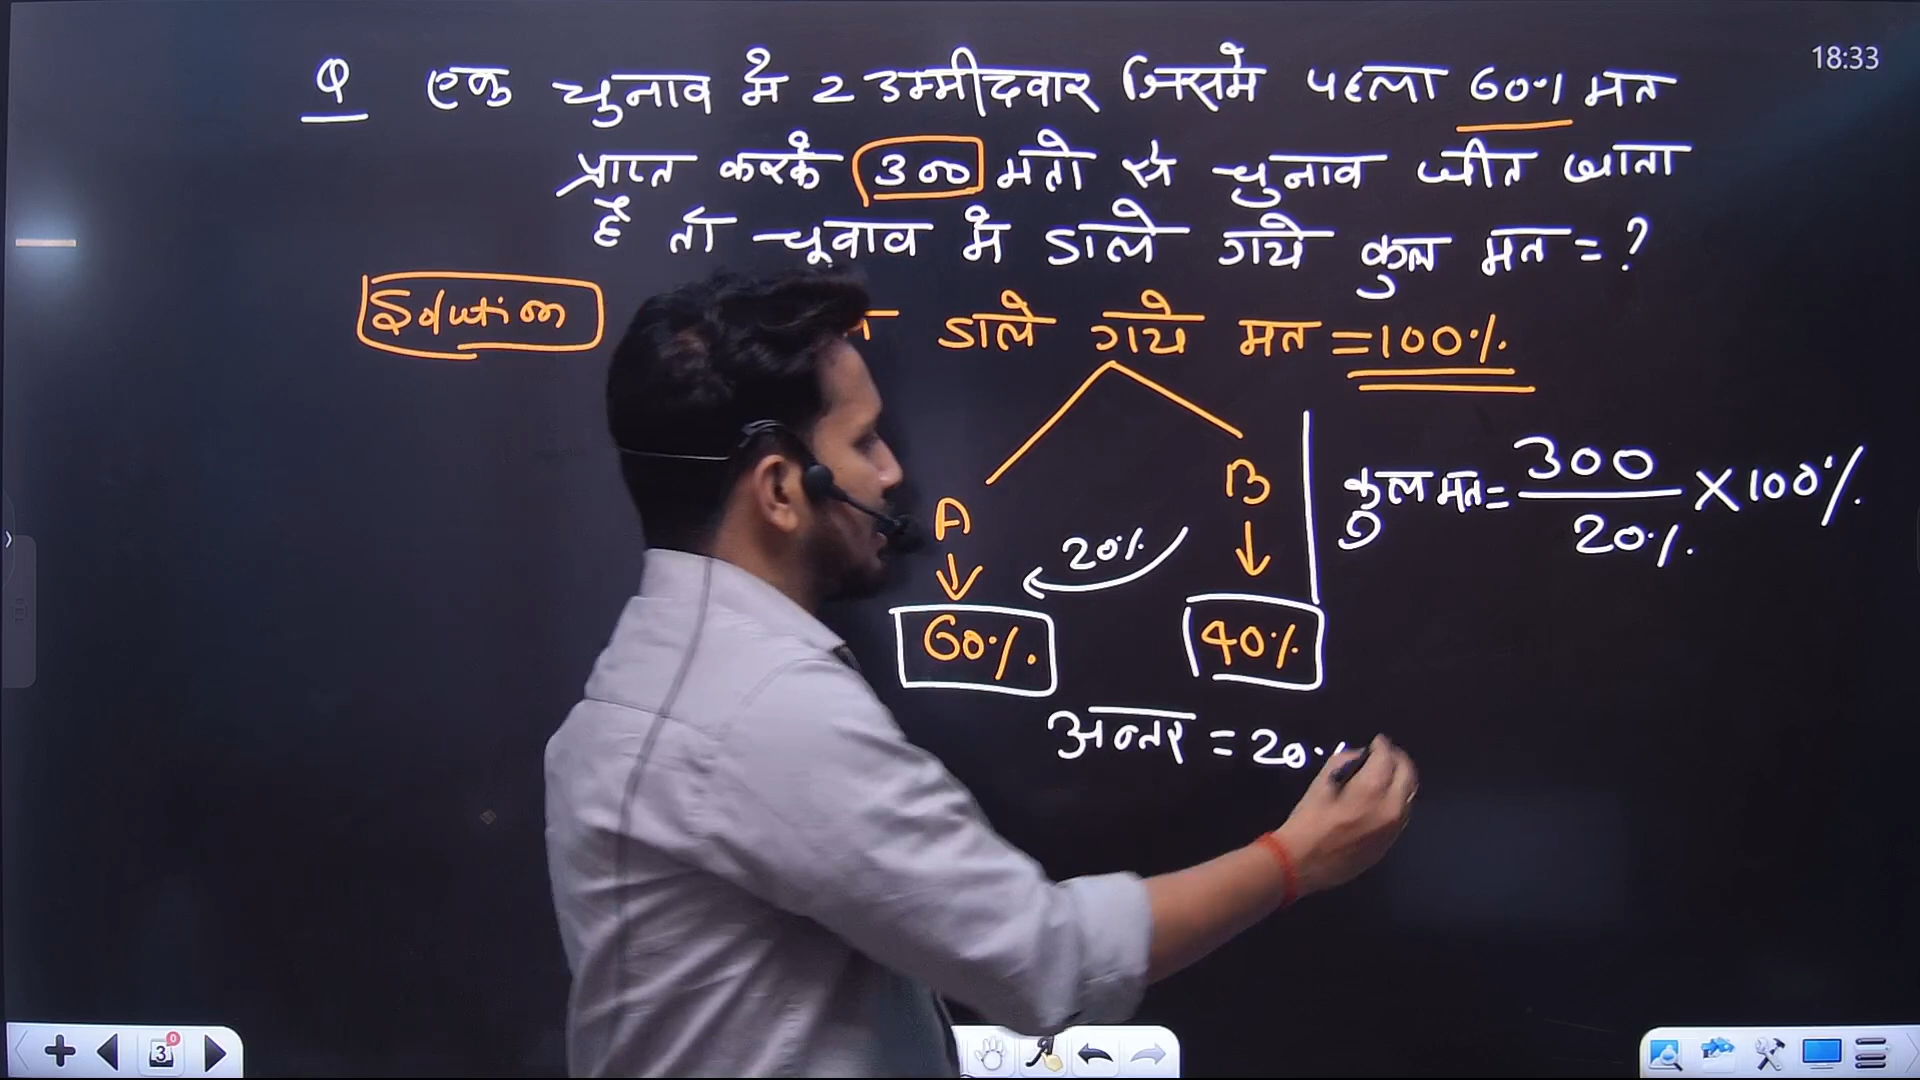 18:33
Q एक चुनाव मे 2 उम्मीदवार जिसमे पहला 60% मत
प्राप्त करके 300 मतो से चुनाव जीत जाता
है तो चूवाव मे डाले गये कुल मत = ?
Solution
डाले गये मत = 100%
A B
20%
60% 40%
कुल मत = 300/20% × 100%
अन्तर = 20%
3
0